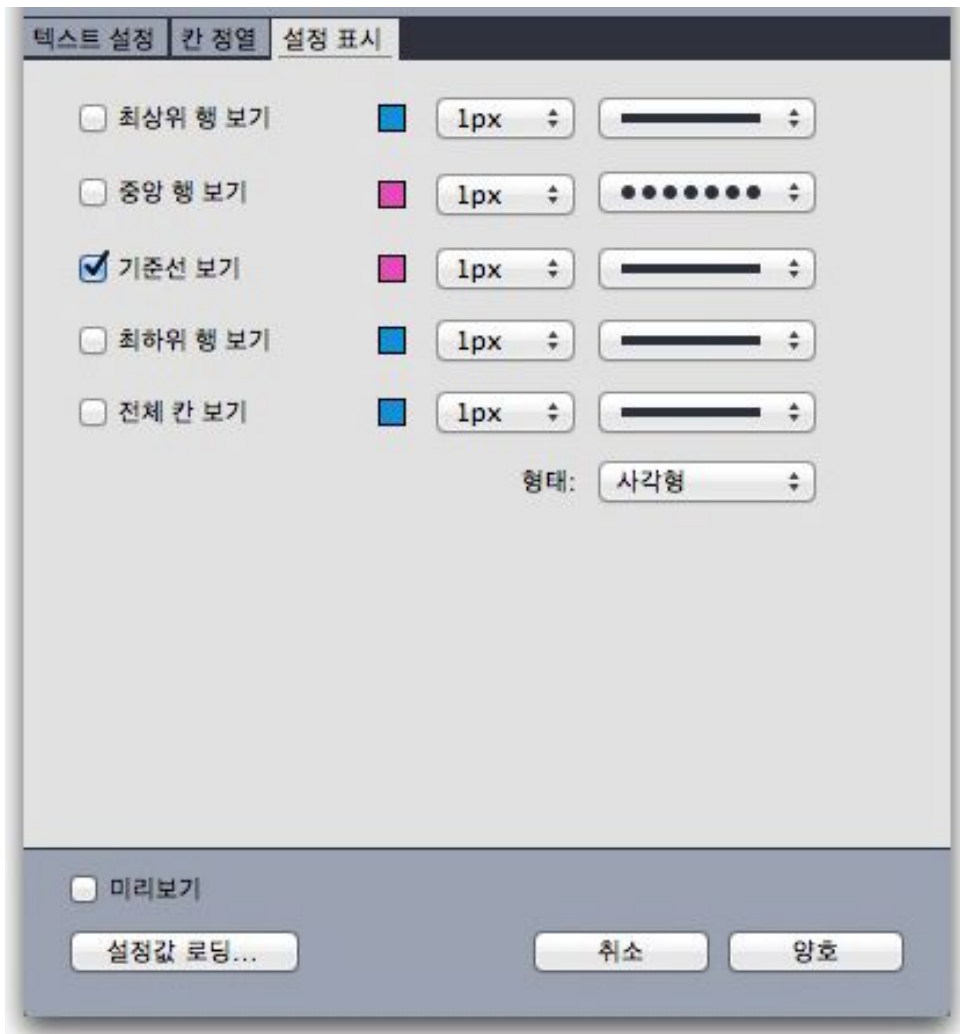 텍스트 설정 칸 정열 설정 표시
최상위 행 보기 1px
중앙 행 보기 1px
기준선 보기 1px
최하위 행 보기 1px
전체 칸 보기 1px
형태: 사각형
미리보기
설정값 로딩... 취소 양호